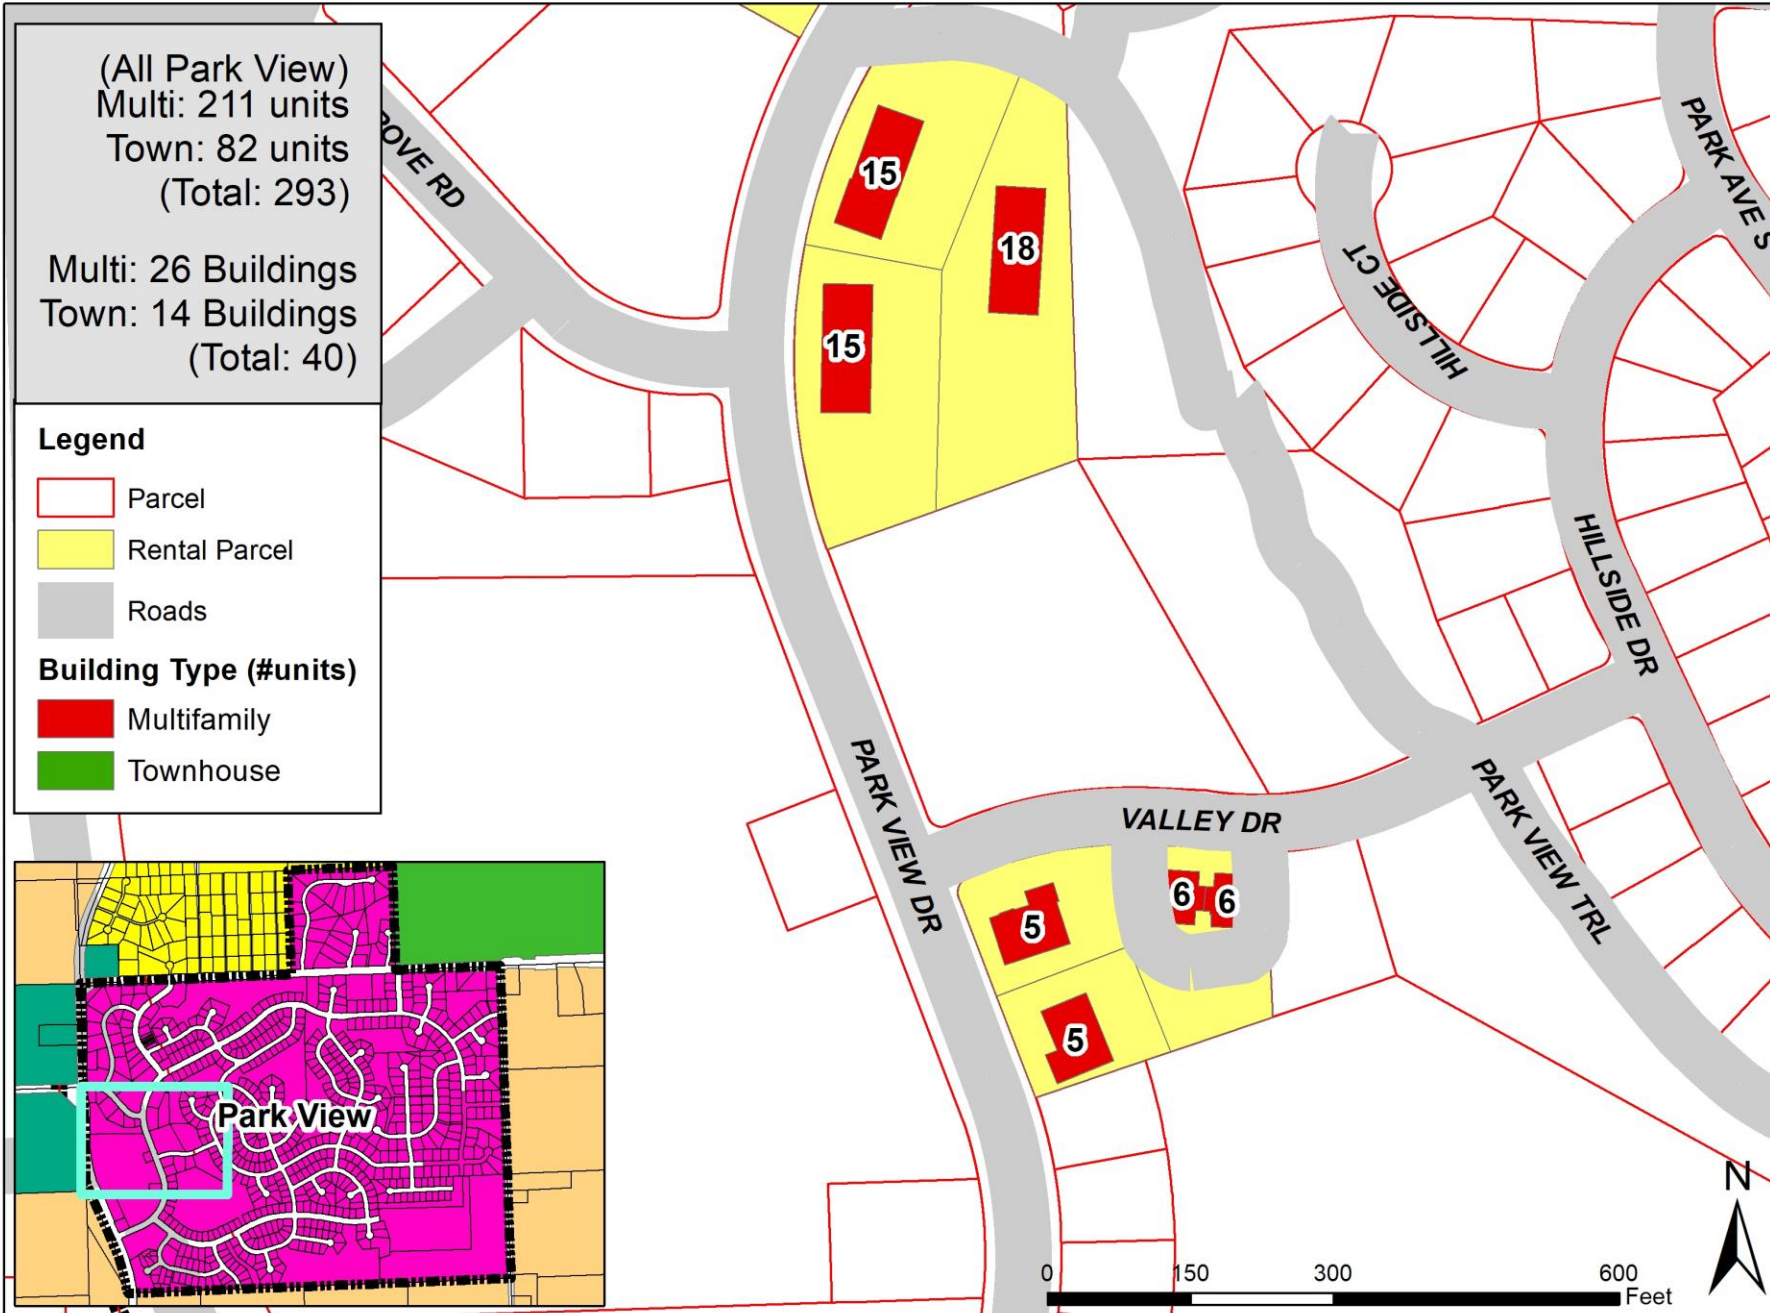 (All Park View)
Multi: 211 units
Town: 82 units
(Total: 293)
Multi: 26 Buildings
Town: 14 Buildings
(Total: 40)
Legend
Parcel
Rental Parcel
Roads
Building Type (#units)
Multifamily
Townhouse
OVE RD
15
18
15
HILLSIDE CT
PARK AVE S
HILLSIDE DR
PARK VIEW DR
VALLEY DR
PARK VIEW TRL
6
6
5
5
Park View
N
0
150
300
600
Feet